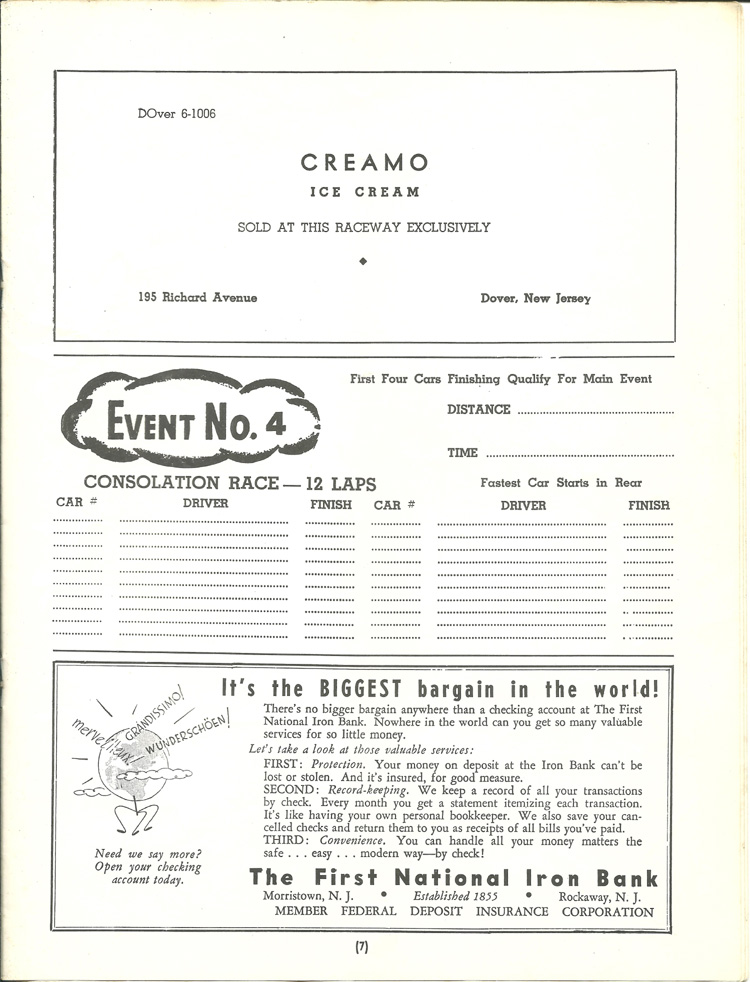 DOver 6-1006
CREAMO
ICE CREAM
SOLD AT THIS RACEWAY EXCLUSIVELY
195 Richard Avenue Dover, New Jersey
EVENT NO. 4
First Four Cars Finishing Qualify For Main Event
DISTANCE
TIME
CONSOLATION RACE — 12 LAPS
Fastest Car Starts in Rear
CAR # DRIVER FINISH CAR # DRIVER FINISH
It's the BIGGEST bargain in the world!
There's no bigger bargain anywhere than a checking account at The First
National Iron Bank. Nowhere in the world can you get so many valuable
services for so little money.
Let's take a look at those valuable services:
FIRST: Protection. Your money on deposit at the Iron Bank can't be
lost or stolen. And it's insured, for good measure.
SECOND: Record-keeping. We keep a record of all your transactions
by check. Every month you get a statement itemizing each transaction.
It's like having your own personal bookkeeper. We also save your can-
celled checks and return them to you as receipts of all bills you've paid.
THIRD: Convenience. You can handle all your money matters the
safe . . . easy . . . modern way—by check!
merveilleux!
GRANDISSIMO!
WUNDERSCHÖEN!
Need we say more?
Open your checking
account today.
The First National Iron Bank
Morristown, N. J. • Established 1855 • Rockaway, N. J.
MEMBER FEDERAL DEPOSIT INSURANCE CORPORATION
(7)